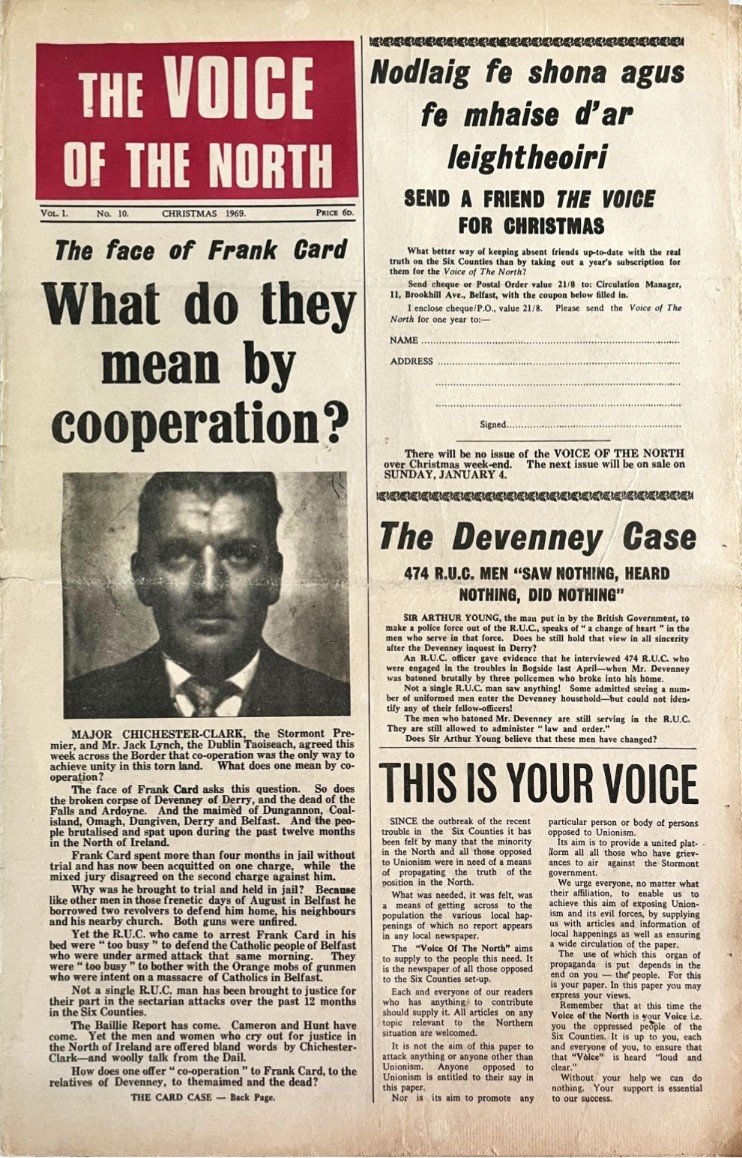 THE VOICE
OF THE NORTH
VOL. 1. No. 10. CHRISTMAS 1969. PRICE 6D.
The face of Frank Card
What do they
mean by
cooperation?
MAJOR CHICHESTER-CLARK, the Stormont Pre-
mier, and Mr. Jack Lynch, the Dublin Taoiseach, agreed this
week across the Border that co-operation was the only way to
achieve unity in this torn land. What does one mean by co-
operation?
The face of Frank Card asks this question. So does
the broken corpse of Devenney of Derry, and the dead of the
Falls and Ardoyne. And the maimed of Dungannon, Coal-
island, Omagh, Dungiven, Derry and Belfast. And the peo-
ple brutalised and spat upon during the past twelve months
in the North of Ireland.
Frank Card spent more than four months in jail without
trial and has now been acquitted on one charge, while the
mixed jury disagreed on the second charge against him.
Why was he brought to trial and held in jail? Because
like other men in those frenetic days of August in Belfast he
borrowed two revolvers to defend him home, his neighbours
and his nearby church. Both guns were unfired.
Yet the R.U.C. who came to arrest Frank Card in his
bed were “ too busy ” to defend the Catholic people of Belfast
who were under armed attack that same morning. They
were “ too busy ” to bother with the Orange mobs of gunmen
who were intent on a massacre of Catholics in Belfast.
Not a single R.U.C. man has been brought to justice for
their part in the sectarian attacks over the past 12 months
in the Six Counties.
The Baillie Report has come. Cameron and Hunt have
come. Yet the men and women who cry out for justice in
the North of Ireland are offered bland words by Chichester-
Clark—and woolly talk from the Dail.
How does one offer “ co-operation ” to Frank Card, to the
relatives of Devenney, to themaimed and the dead?
THE CARD CASE — Back Page.
Nodlaig fe shona agus
fe mhaise d’ar
leightheoiri
SEND A FRIEND THE VOICE
FOR CHRISTMAS
What better way of keeping absent friends up-to-date with the real
truth on the Six Counties than by taking out a year's subscription for
them for the Voice of The North?
Send cheque or Postal Order value 21/8 to: Circulation Manager,
11, Brookhill Ave., Belfast, with the coupon below filled in.
I enclose cheque/P.O., value 21/8. Please send the Voice of The
North for one year to:—
NAME
ADDRESS
Signed
There will be no issue of the VOICE OF THE NORTH
over Christmas week-end. The next issue will be on sale on
SUNDAY, JANUARY 4.
The Devenney Case
474 R.U.C. MEN “SAW NOTHING, HEARD
NOTHING, DID NOTHING”
SIR ARTHUR YOUNG, the man put in by the British Government, to
make a police force out of the R.U.C., speaks of “ a change of heart ” in the
men who serve in that force. Does he still hold that view in all sincerity
after the Devenney inquest in Derry?
An R.U.C. officer gave evidence that he interviewed 474 R.U.C. who
were engaged in the troubles in Bogside last April—when Mr. Devenney
was batoned brutally by three policemen who broke into his home.
Not a single R.U.C. man saw anything! Some admitted seeing a num-
ber of uniformed men enter the Devenney household—but could not iden-
tify any of their fellow-officers!
The men who batoned Mr. Devenney are still serving in the R.U.C.
They are still allowed to administer “ law and order.”
Does Sir Arthur Young believe that these men have changed?
THIS IS YOUR VOICE
SINCE the outbreak of the recent
trouble in the Six Counties it has
been felt by many that the minority
in the North and all those opposed
to Unionism were in need of a means
of propagating the truth of the
position in the North.
What was needed, it was felt, was
a means of getting across to the
population the various local hap-
penings of which no report appears
in any local newspaper.
The “Voice Of The North” aims
to supply to the people this need. It
is the newspaper of all those opposed
to the Six Counties set-up.
Each and everyone of our readers
who has anything to contribute
should supply it. All articles on any
topic relevant to the Northern
situation are welcomed.
It is not the aim of this paper to
attack anything or anyone other than
Unionism. Anyone opposed to
Unionism is entitled to their say in
this paper.
Nor is its aim to promote any
particular person or body of persons
opposed to Unionism.
Its aim is to provide a united plat-
form all all those who have griev-
ances to air against the Stormont
government.
We urge everyone, no matter what
their affiliation, to enable us to
achieve this aim of exposing Union-
ism and its evil forces, by supplying
us with articles and information of
local happenings as well as ensuring
a wide circulation of the paper.
The use of which this organ of
propaganda is put depends in the
end on you — the people. For this
is your paper. In this paper you may
express your views.
Remember that at this time the
Voice of the North is your Voice i.e.
you the oppressed people of the
Six Counties. It is up to you, each
and everyone of you, to ensure that
that “Voice” is heard “loud and
clear.”
Without your help we can do
nothing. Your support is essential
to our success.